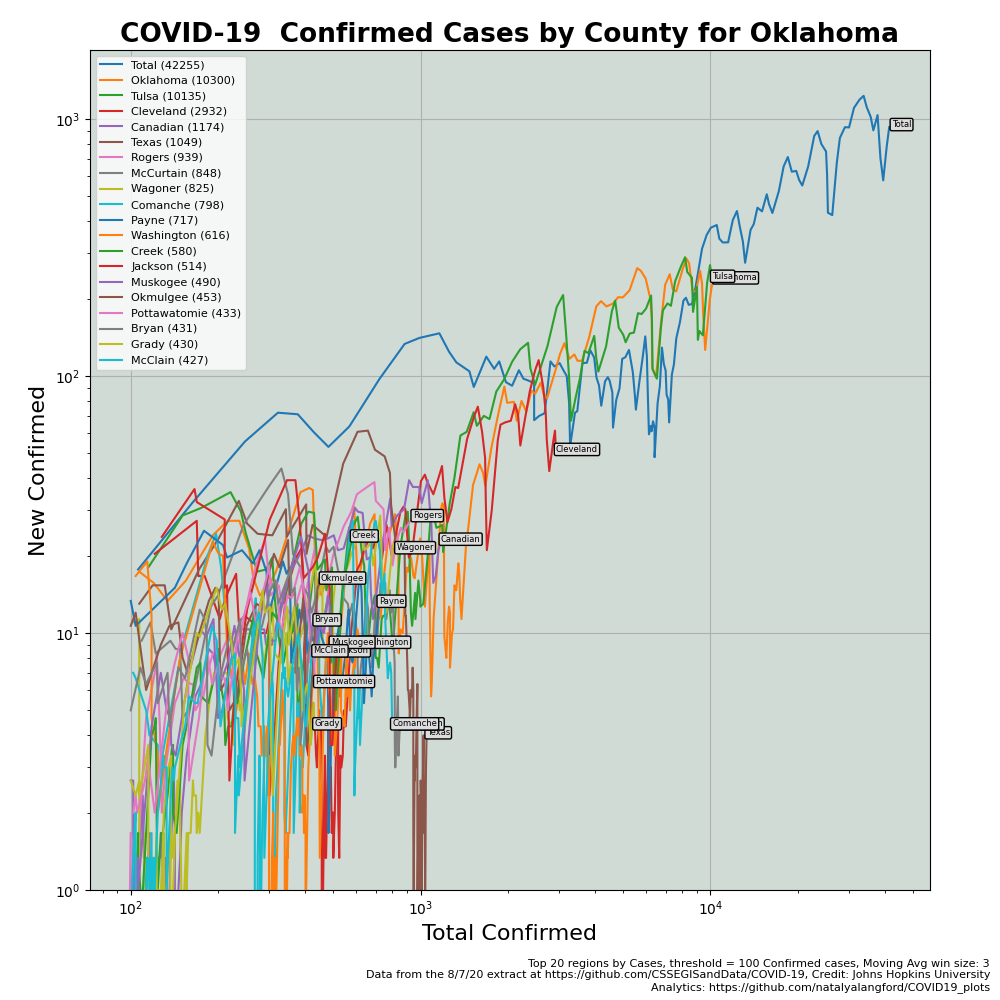 COVID-19  Confirmed Cases by County for Oklahoma
Total (42255)
Oklahoma (10300)
Tulsa (10135)
Cleveland (2932)
Canadian (1174)
Texas (1049)
Rogers (939)
McCurtain (848)
Wagoner (825)
Comanche (798)
Payne (717)
Washington (616)
Creek (580)
Jackson (514)
Muskogee (490)
Okmulgee (453)
Pottawatomie (433)
Bryan (431)
Grady (430)
McClain (427)
New Confirmed
10³
10²
10¹
10⁰
Total
Tulsa
homa
Cleveland
Rogers
Creek
Canadian
Wagoner
Okmulgee
Payne
Bryan
Muskogee
hington
McClain
kson
Pottawatomie
Grady
Comanche
Texas
10²
10³
10⁴
Total Confirmed
Top 20 regions by Cases, threshold = 100 Confirmed cases, Moving Avg win size: 3
Data from the 8/7/20 extract at https://github.com/CSSEGISandData/COVID-19, Credit: Johns Hopkins University
Analytics: https://github.com/natalyalangford/COVID19_plots